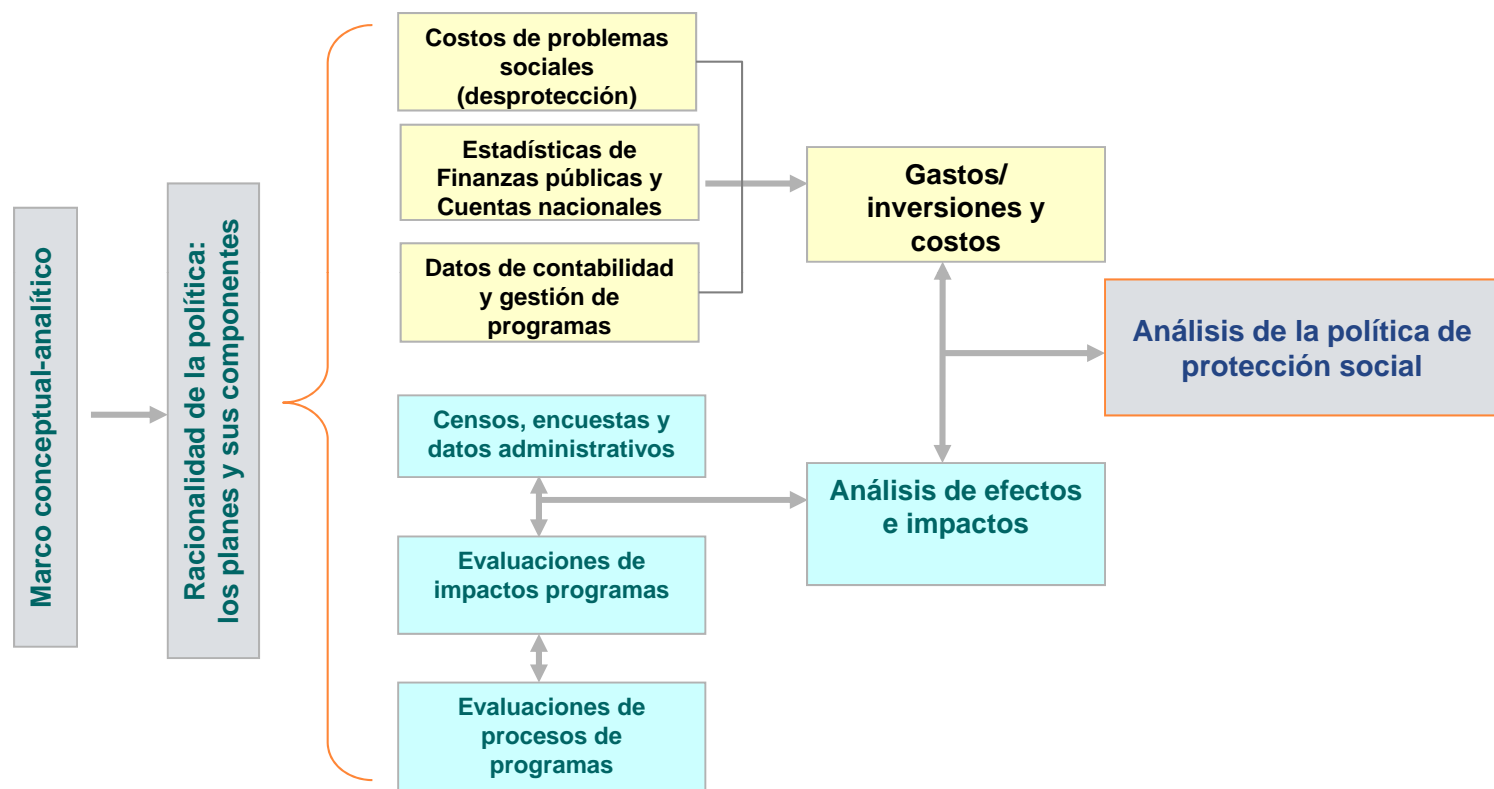 Marco conceptual-analítico
Racionalidad de la política:
los planes y sus componentes
Costos de problemas
sociales
(desprotección)
Estadísticas de
Finanzas públicas y
Cuentas nacionales
Datos de contabilidad
y gestión de
programas
Censos, encuestas y
datos administrativos
Evaluaciones de
impactos programas
Evaluaciones de
procesos de
programas
Gastos/
inversiones y
costos
Análisis de efectos
e impactos
Análisis de la política de
protección social